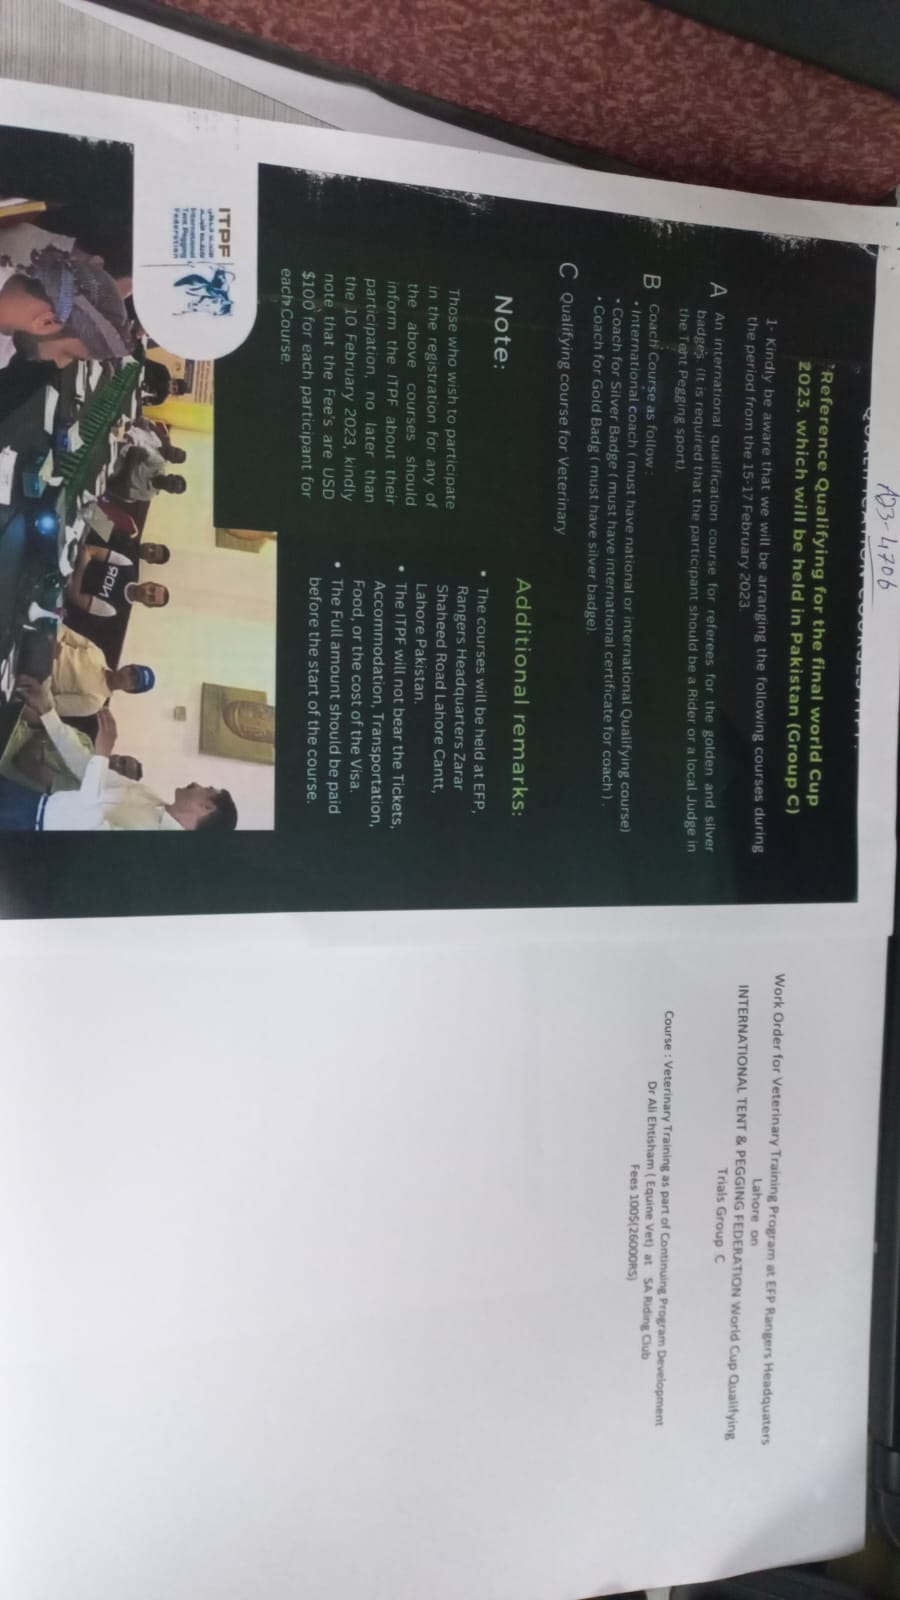 AD3-4706
Reference Qualifying for the final world Cup
2023, which will be held in Pakistan (Group C)
1- Kindly be aware that we will be arranging the following courses during
the period from the 15-17 February 2023.
A An international qualification course for referees for the golden and silver
badges (It is required that the participant should be a Rider or a local Judge in
the Tent Pegging sport).
B Coach Course as follow :
• International coach ( must have national or international Qualifying course)
• Coach for Silver Badge ( must have international certificate for coach ).
• Coach for Gold Badg ( must have silver badge).
C Qualifying course for Veterinary
Note:
Those who wish to participate
in the registration for any of
the above courses should
inform the ITPF about their
participation, no later than
the 10 February 2023, kindly
note that the Fee's are USD
$100 for each participant for
each Course.
Additional remarks:
• The courses will be held at EFP,
Rangers Headquarters Zarar
Shaheed Road Lahore Cantt,
Lahore Pakistan.
• The ITPF will not bear the Tickets,
Accommodation, Transportation,
Food, or the cost of the Visa.
• The Full amount should be paid
before the start of the course.
ITPF
International
Tent Pegging
Federation
Work Order for Veterinary Training Program at EFP Rangers Headquaters
Lahore on
INTERNATIONAL TENT & PEGGING FEDERATION World Cup Qualifying
Trials Group C
Course : Veterinary Training as part of Continuing Program Development
Dr Ali Ehtisham ( Equine Vet) at SA Riding Club
Fees 100$(26000RS)